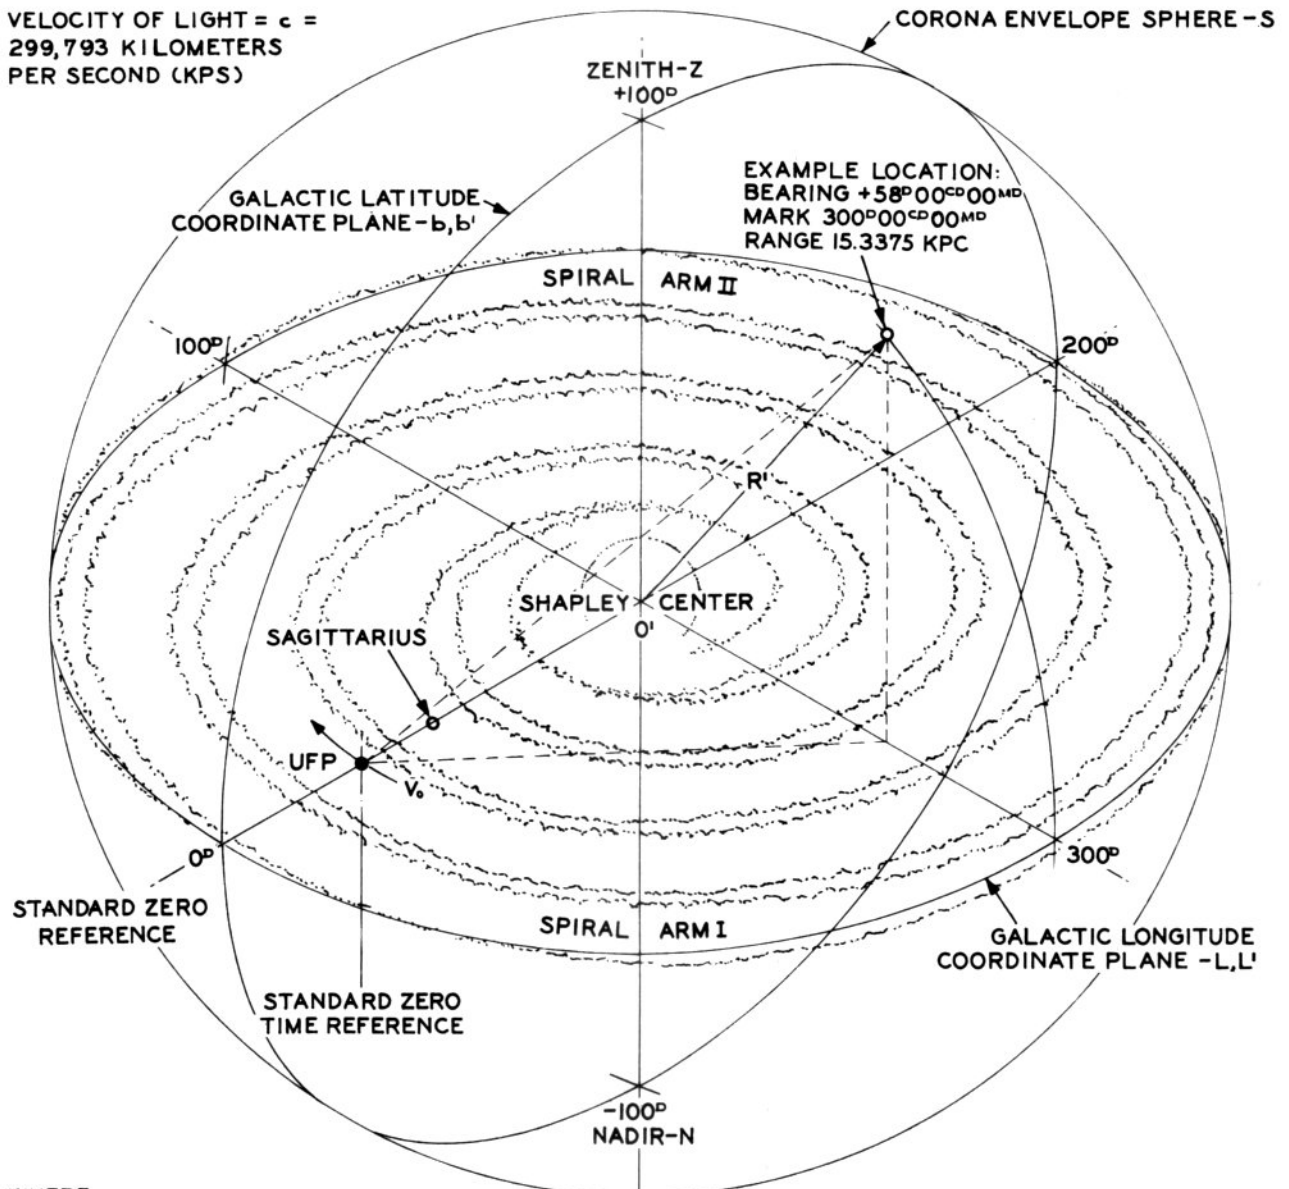 VELOCITY OF LIGHT = c =
299,793 KILOMETERS
PER SECOND (KPS)
CORONA ENVELOPE SPHERE-S
ZENITH-Z
+100ᴰ
EXAMPLE LOCATION:
BEARING +58ᴰ00ᶜᴰ00ᴹᴰ
MARK 300ᴰ00ᶜᴰ00ᴹᴰ
RANGE 15.3375 KPC
GALACTIC LATITUDE
COORDINATE PLANE-b,b'
SPIRAL ARM II
100ᴰ
200ᴰ
R'
SHAPLEY CENTER
O'
SAGITTARIUS
UFP
V₀
0ᴰ
300ᴰ
STANDARD ZERO
REFERENCE
SPIRAL ARM I
GALACTIC LONGITUDE
COORDINATE PLANE -L,L'
STANDARD ZERO
TIME REFERENCE
-100ᴰ
NADIR-N